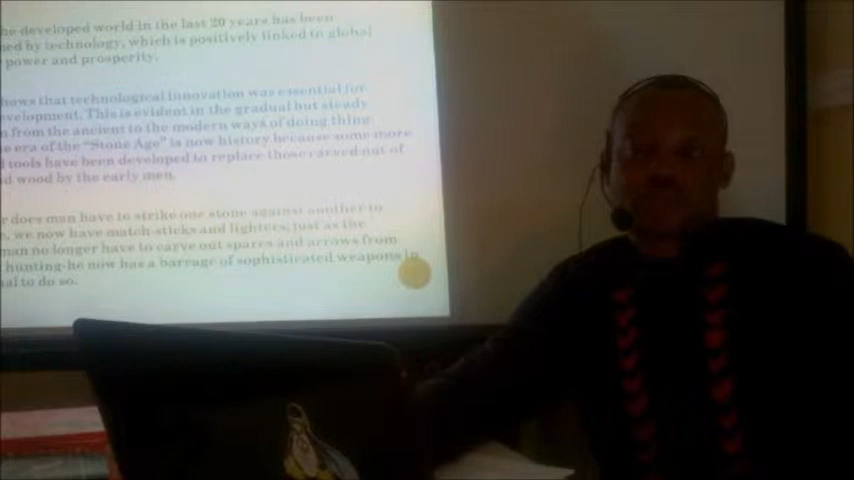 he developed world in the last 20 years has been
ned by technology, which is positively linked to global
power and prosperity.
hows that technological innovation was essential for
evelopment. This is evident in the gradual but steady
n from the ancient to the modern ways of doing thing
e era of the "Stone Age" is now history because some more
d tools have been developed to replace those carved out of
nd wood by the early men.
r does man have to strike one stone against another to
e, we now have match-sticks and lighters; just as the
man no longer have to carve out spares and arrows from
hunting-he now has a barrage of sophisticated weapons in
sal to do so.